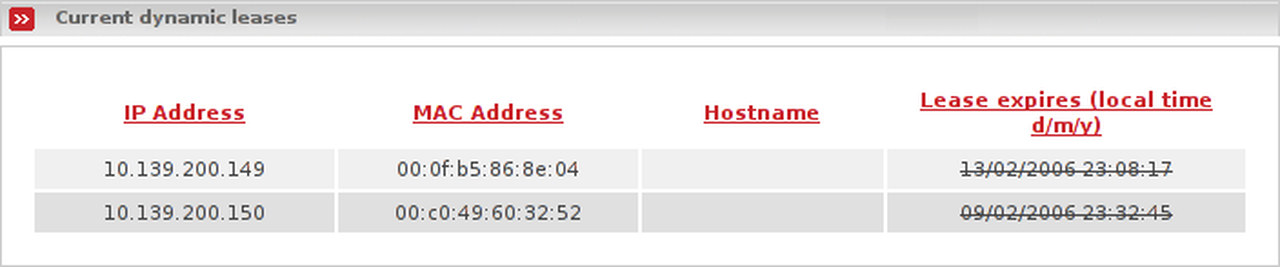 Current dynamic leases
IP Address MAC Address Hostname Lease expires (local time
d/m/y)
10.139.200.149 00:0f:b5:86:8e:04 13/02/2006 23:08:17
10.139.200.150 00:c0:49:60:32:52 09/02/2006 23:32:45